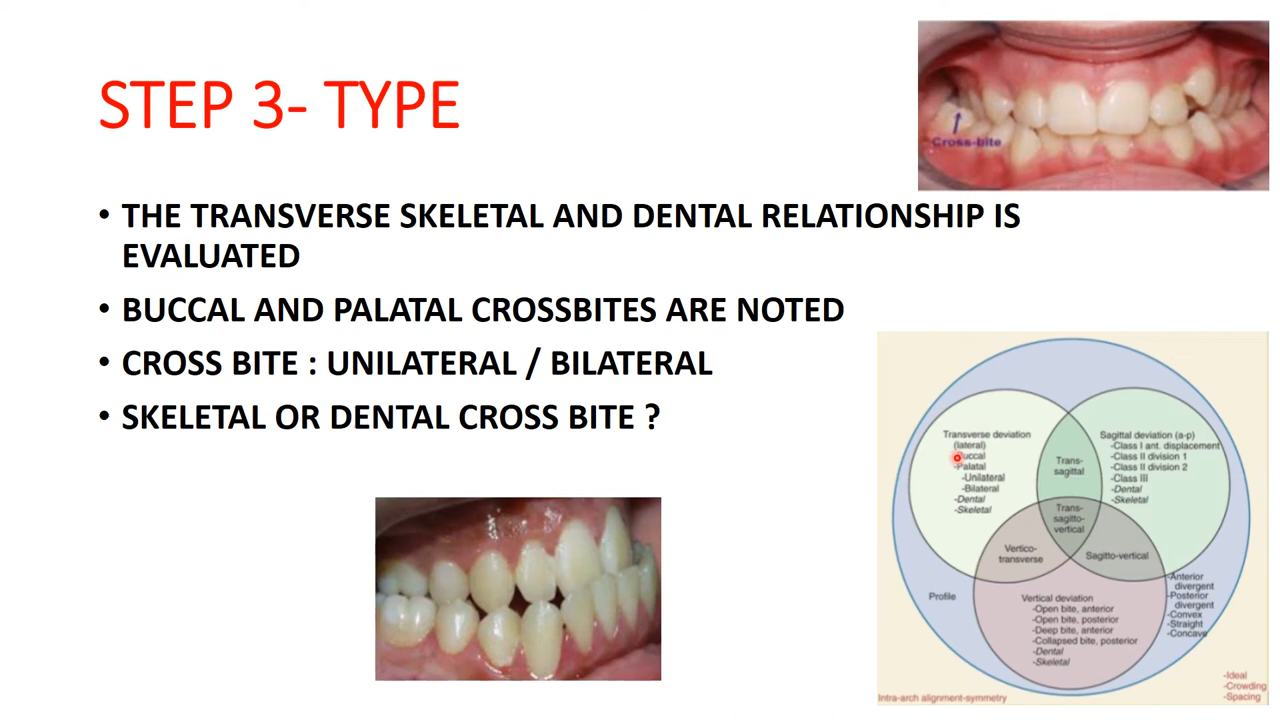 STEP 3- TYPE
Cross-bite
• THE TRANSVERSE SKELETAL AND DENTAL RELATIONSHIP IS
EVALUATED
• BUCCAL AND PALATAL CROSSBITES ARE NOTED
• CROSS BITE : UNILATERAL / BILATERAL
• SKELETAL OR DENTAL CROSS BITE ?
Transverse deviation
(lateral)
-Buccal
-Palatal
-Unilateral
-Bilateral
-Dental
-Skeletal
Trans-
sagittal
Sagittal deviation (a-p)
-Class I ant. displacement
-Class II division 1
-Class II division 2
-Class III
-Dental
-Skeletal
Trans-
sagitto-
vertical
Vertico-
transverse
Sagitto-vertical
Profile
-Anterior
divergent
-Posterior
divergent
-Convex
-Straight
-Concave
Vertical deviation
-Open bite, anterior
-Open bite, posterior
-Deep bite, anterior
-Collapsed bite, posterior
-Dental
-Skeletal
Intra-arch alignment-symmetry
-Ideal
-Crowding
-Spacing